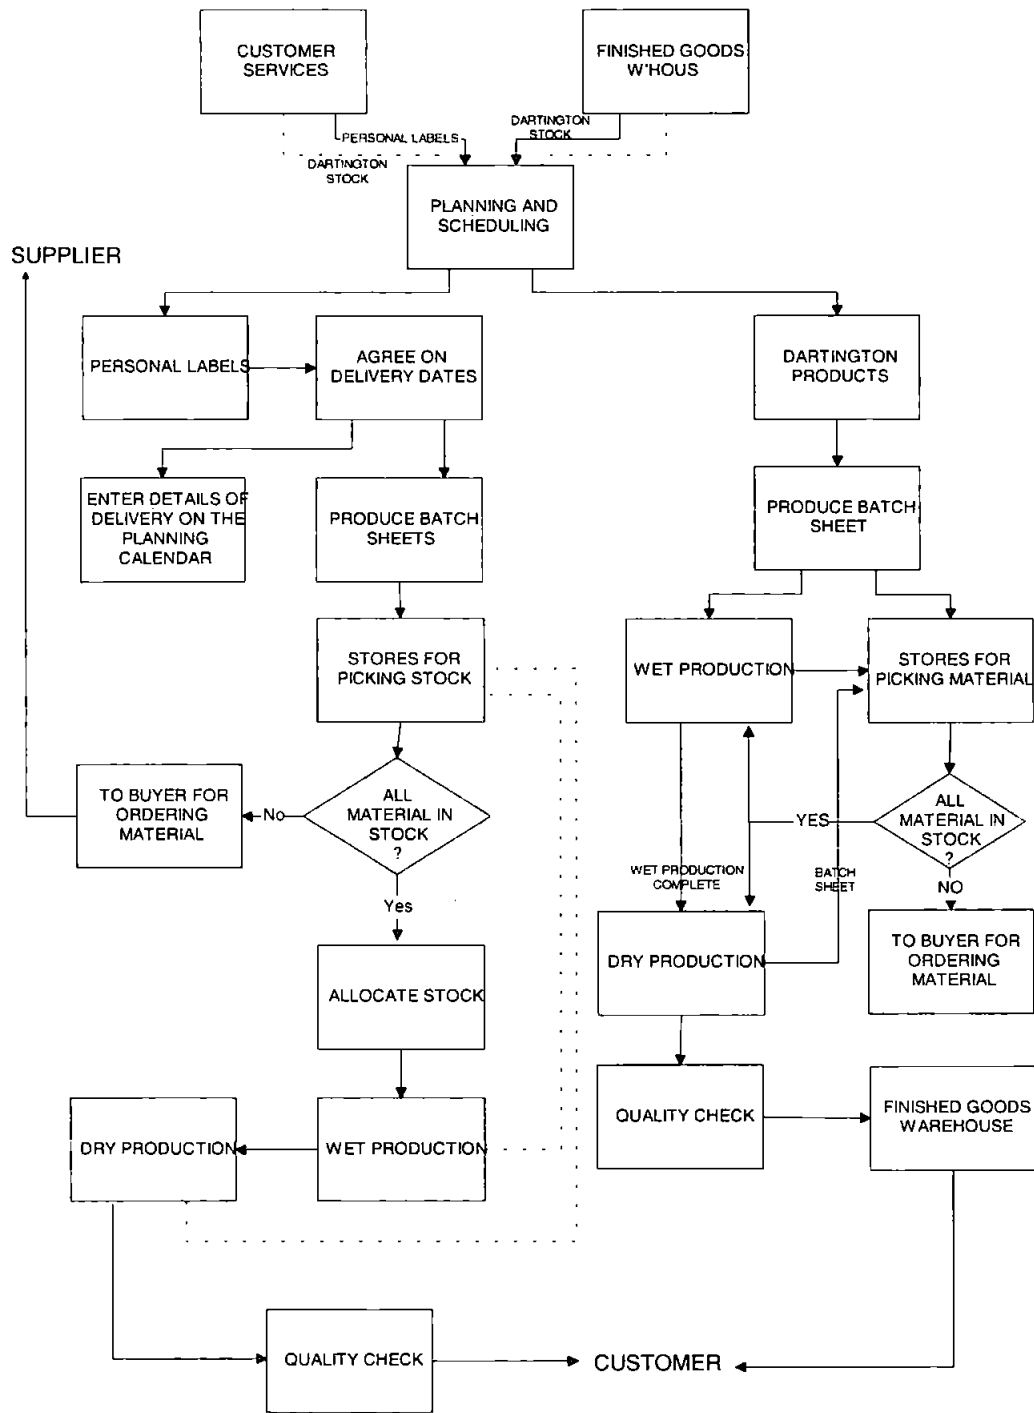 CUSTOMER
SERVICES
FINISHED GOODS
W'HOUS
PERSONAL LABELS
DARTINGTON
STOCK
DARTINGTON
STOCK
PLANNING AND
SCHEDULING
SUPPLIER
PERSONAL LABELS
AGREE ON
DELIVERY DATES
DARTINGTON
PRODUCTS
ENTER DETAILS OF
DELIVERY ON THE
PLANNING
CALENDAR
PRODUCE BATCH
SHEETS
PRODUCE BATCH
SHEET
STORES FOR
PICKING STOCK
WET PRODUCTION
STORES FOR
PICKING MATERIAL
TO BUYER FOR
ORDERING
MATERIAL
No
ALL
MATERIAL IN
STOCK
?
YES
ALL
MATERIAL IN
STOCK
?
WET PRODUCTION
COMPLETE
BATCH
SHEET
NO
Yes
ALLOCATE STOCK
DRY PRODUCTION
TO BUYER FOR
ORDERING
MATERIAL
QUALITY CHECK
FINISHED GOODS
WAREHOUSE
DRY PRODUCTION
WET PRODUCTION
QUALITY CHECK
CUSTOMER